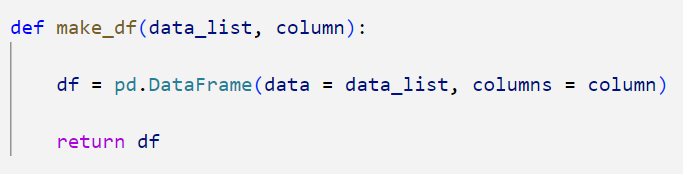 def make_df(data_list, column):
df = pd.DataFrame(data = data_list, columns = column)
return df